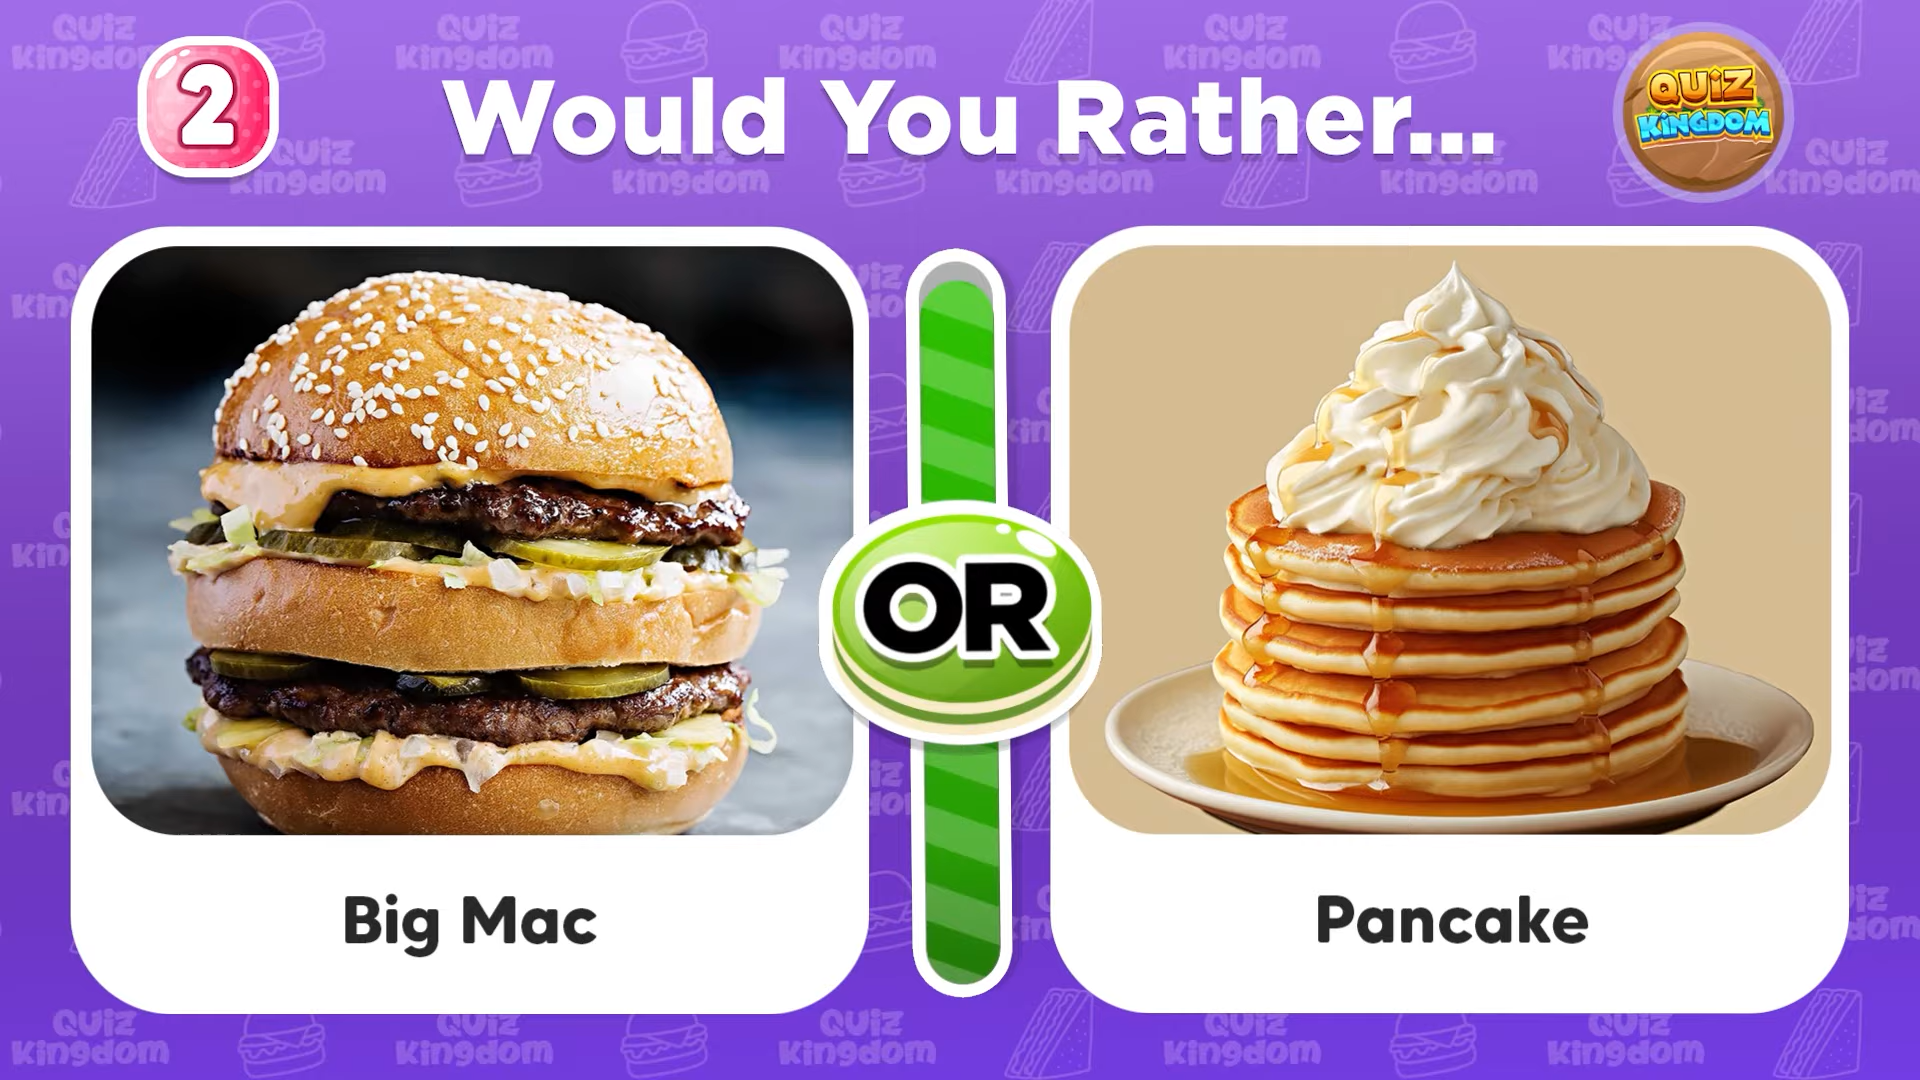 2
Would You Rather...
QUIZ
KINGDOM
OR
Big Mac
Pancake